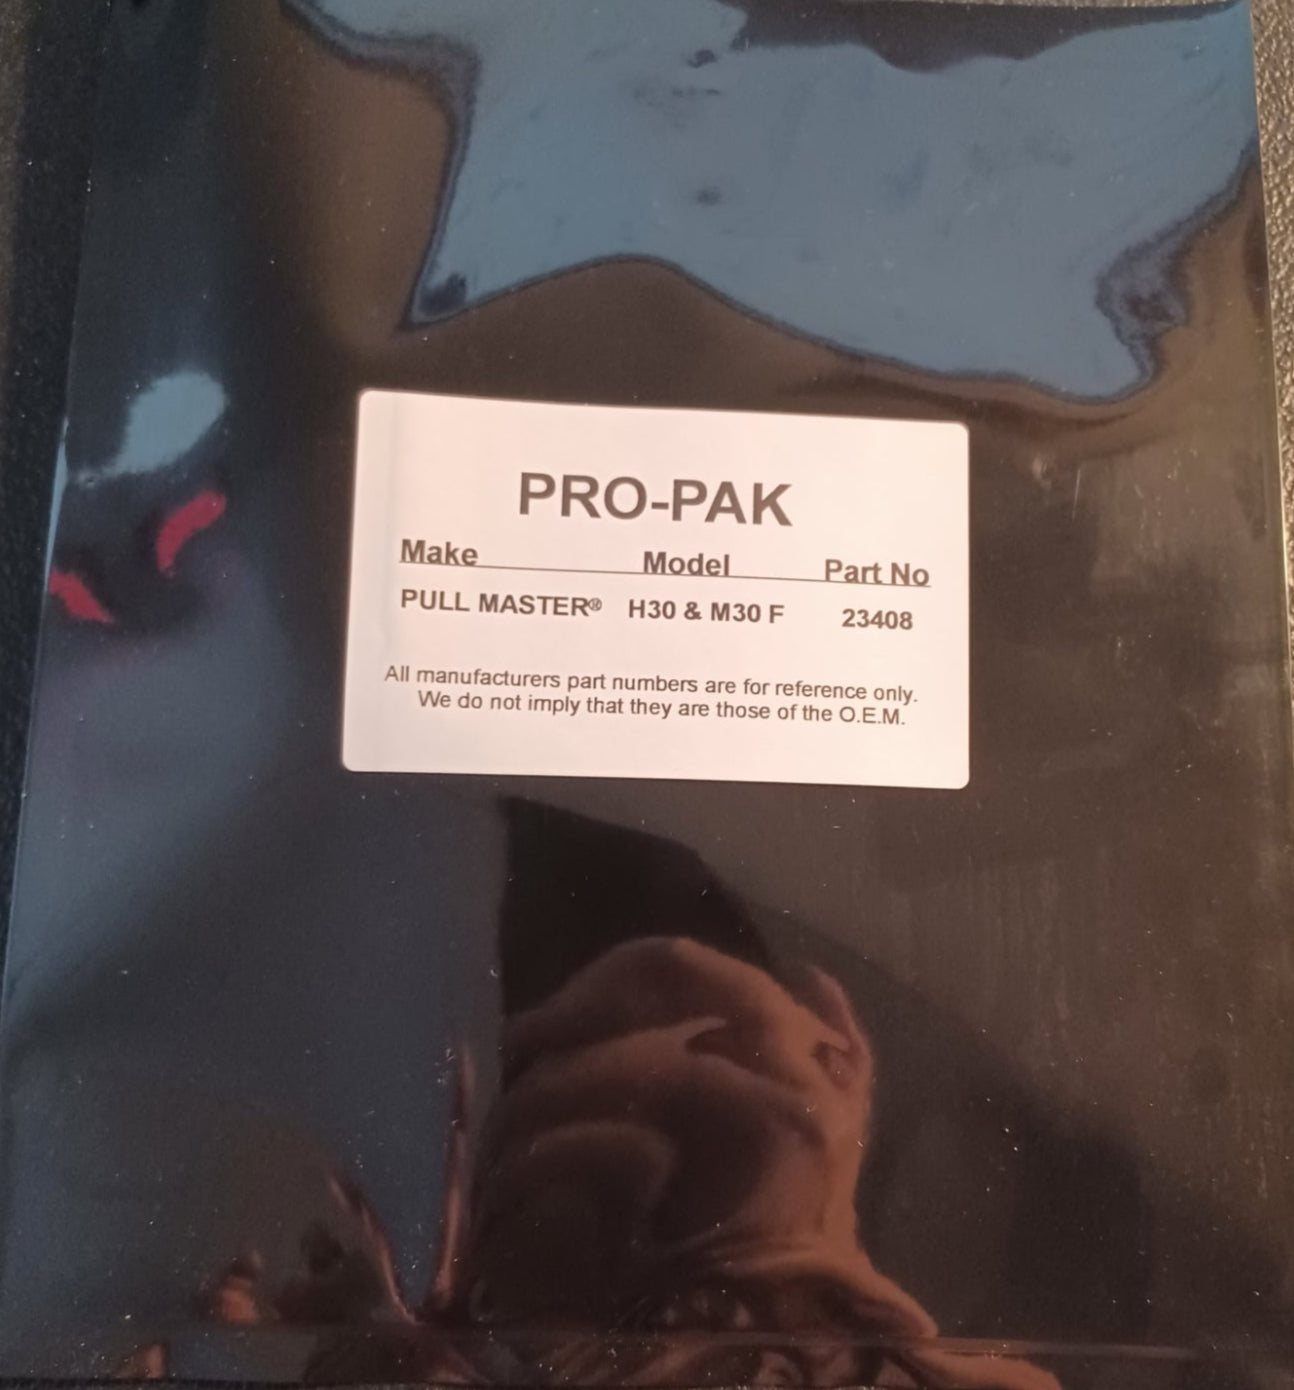 PRO-PAK
Make Model Part No
PULL MASTER® H30 & M30 F 23408
All manufacturers part numbers are for reference only.
We do not imply that they are those of the O.E.M.